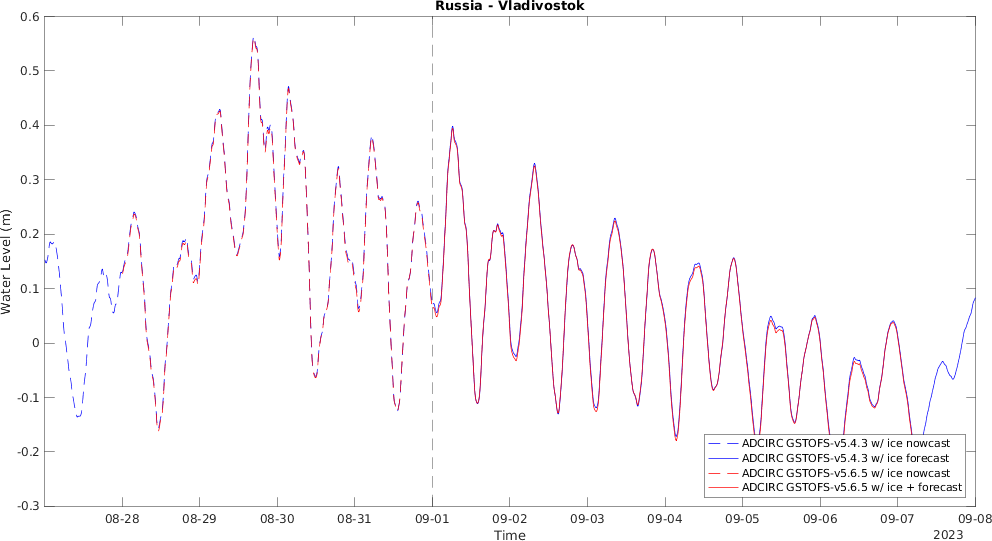 Russia - Vladivostok
0.6
0.5
0.4
0.3
0.2
0.1
0
-0.1
-0.2
-0.3
Water Level (m)
ADCIRC GSTOFS-v5.4.3 w/ ice nowcast
ADCIRC GSTOFS-v5.4.3 w/ ice forecast
ADCIRC GSTOFS-v5.6.5 w/ ice nowcast
ADCIRC GSTOFS-v5.6.5 w/ ice + forecast
08-28 08-29 08-30 08-31 09-01 09-02 09-03 09-04 09-05 09-06 09-07 09-08
Time
2023